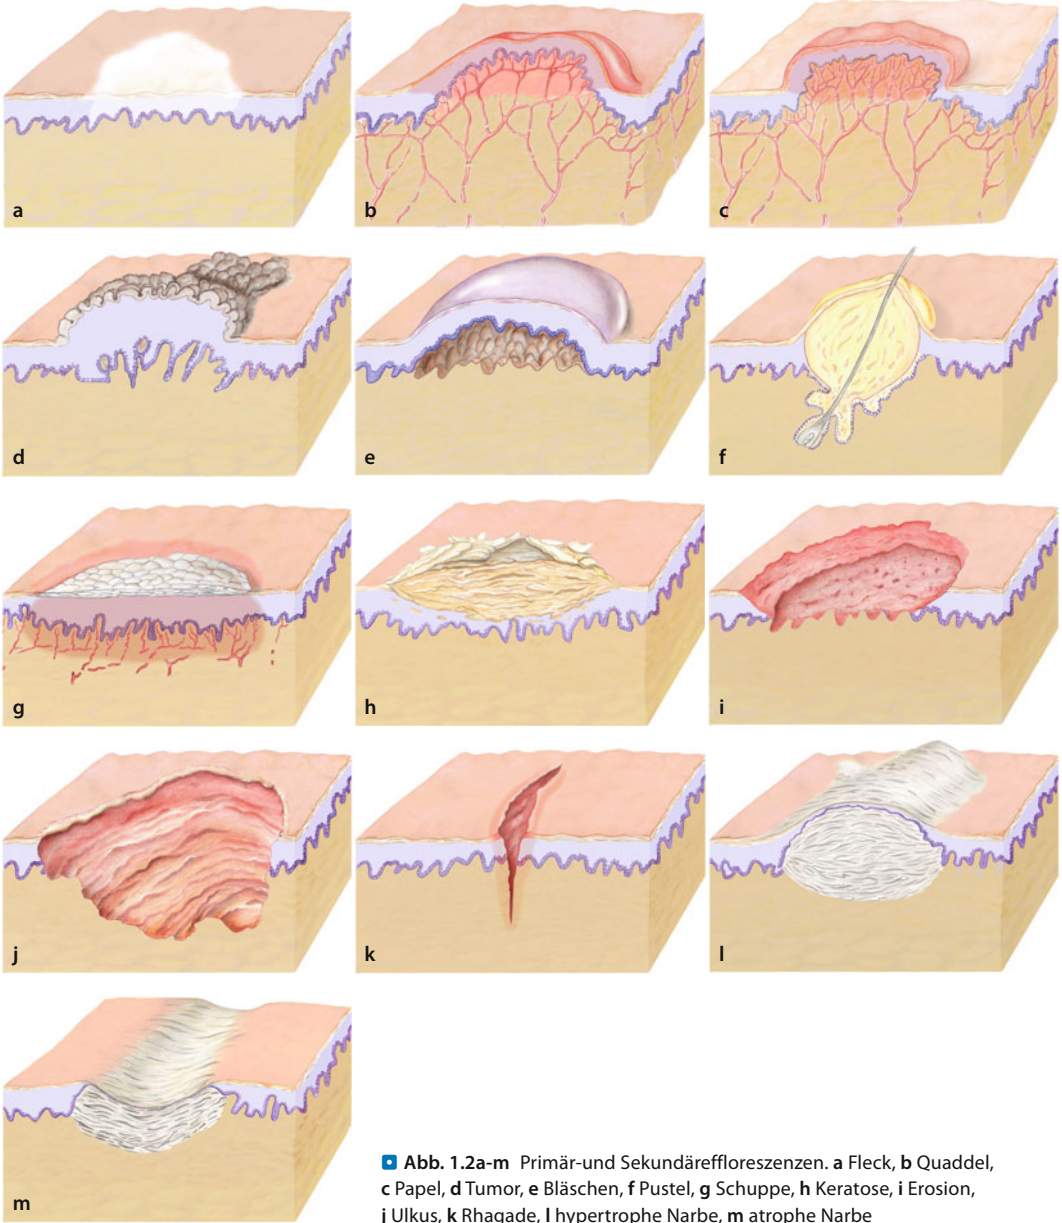 a
b
c
d
e
f
g
h
i
j
k
l
m
Abb. 1.2a-m Primär-und Sekundäreffloreszenzen. a Fleck, b Quaddel,
c Papel, d Tumor, e Bläschen, f Pustel, g Schuppe, h Keratose, i Erosion,
j Ulkus, k Rhagade, l hypertrophe Narbe, m atrophe Narbe